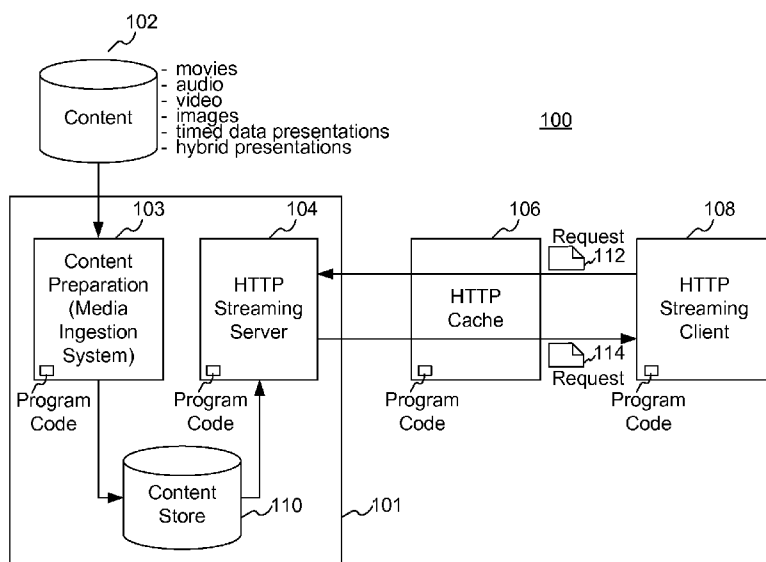 102
- movies
- audio
- video
- images
- timed data presentations
- hybrid presentations
Content
100
103
104
106
108
Content
Preparation
(Media
Ingestion
System)
HTTP
Streaming
Server
HTTP
Cache
HTTP
Streaming
Client
Request
112
114
Request
Program
Code
Program
Code
Program
Code
Content
Store
110
101